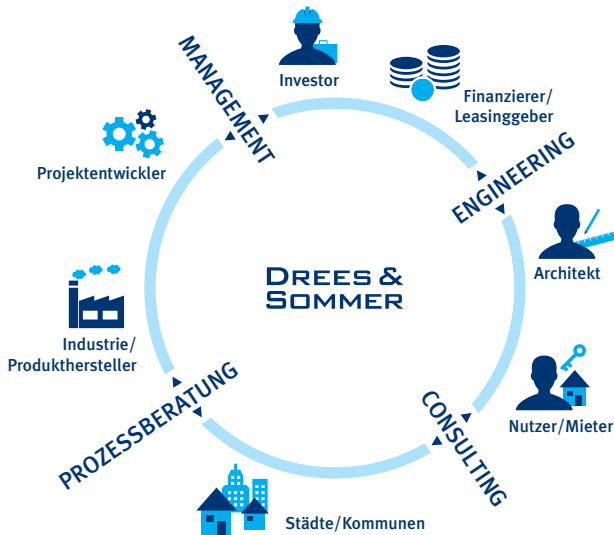 MANAGEMENT
Investor
Finanzierer/
Leasinggeber
ENGINEERING
Projektentwickler
Architekt
DREES &
SOMMER
Industrie/
Produkthersteller
PROZESSBERATUNG
CONSULTING
Nutzer/Mieter
Städte/Kommunen